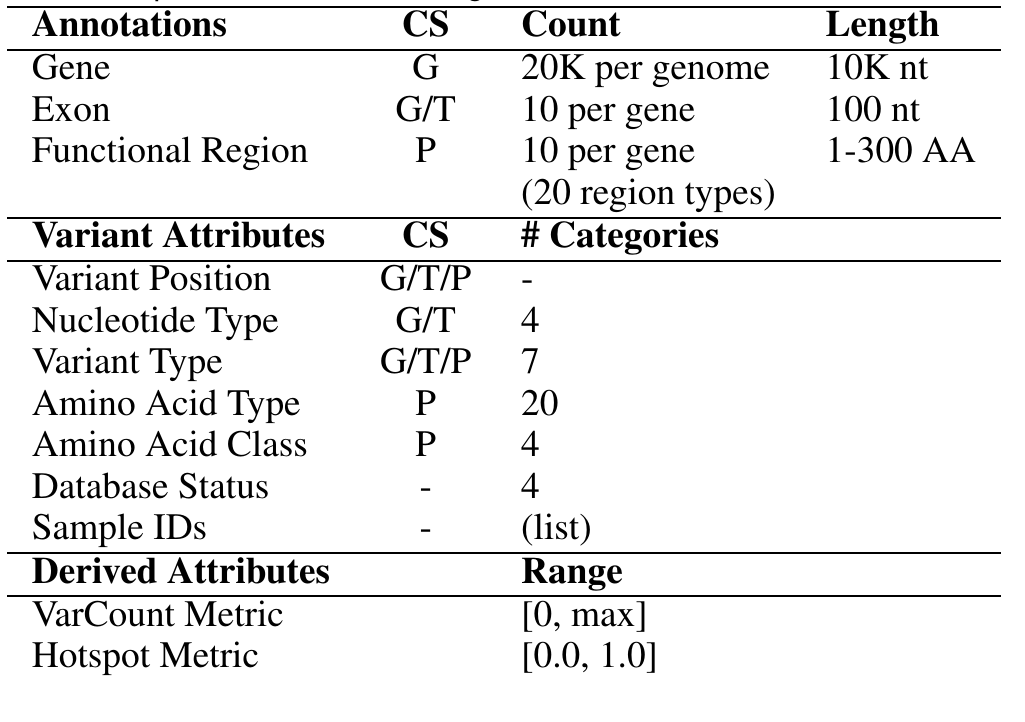 Annotations CS Count Length
Gene G 20K per genome 10K nt
Exon G/T 10 per gene 100 nt
Functional Region P 10 per gene 1-300 AA
(20 region types)
Variant Attributes CS # Categories
Variant Position G/T/P -
Nucleotide Type G/T 4
Variant Type G/T/P 7
Amino Acid Type P 20
Amino Acid Class P 4
Database Status - 4
Sample IDs - (list)
Derived Attributes Range
VarCount Metric [0, max]
Hotspot Metric [0.0, 1.0]